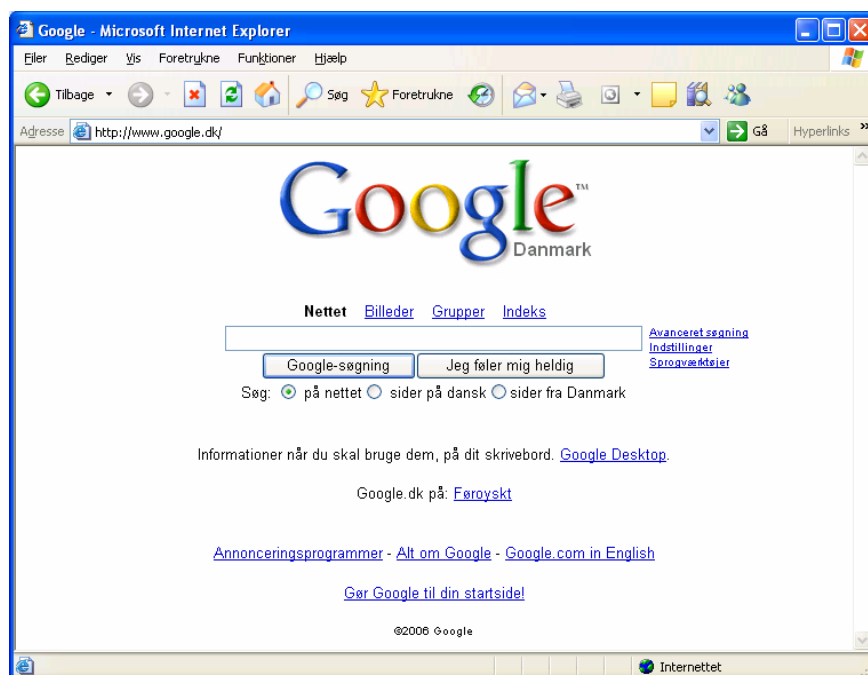 Google - Microsoft Internet Explorer
Filer Rediger Vis Foretrukne Funktioner Hjælp
Tilbage Søg Foretrukne
Adresse http://www.google.dk/ Gå Hyperlinks »
Google™
Danmark
Nettet Billeder Grupper Indeks
Avanceret søgning
Indstillinger
Sprogværktøjer
Google-søgning Jeg føler mig heldig
Søg: på nettet sider på dansk sider fra Danmark
Informationer når du skal bruge dem, på dit skrivebord. Google Desktop.
Google.dk på: Føroyskt
Annonceringsprogrammer - Alt om Google - Google.com in English
Gør Google til din startside!
©2006 Google
Internettet